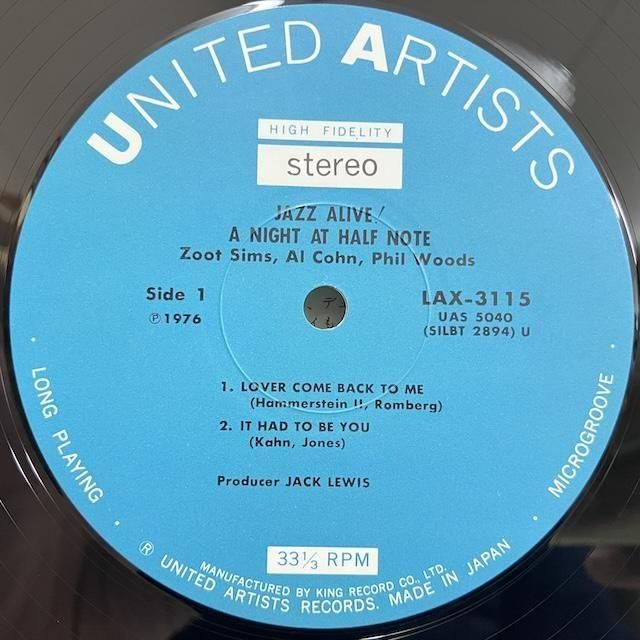 UNITED ARTISTS
HIGH FIDELITY
stereo
JAZZ ALIVE!
A NIGHT AT HALF NOTE
Zoot Sims, Al Cohn, Phil Woods
Side 1
Ⓟ1976
LAX-3115
UAS 5040
(SILBT 2894) U
1. LOVER COME BACK TO ME
(Hammerstein II, Romberg)
2. IT HAD TO BE YOU
(Kahn, Jones)
Producer JACK LEWIS
· LONG PLAYING ·
· MICROGROOVE ·
33⅓ RPM
MANUFACTURED BY KING RECORD CO., LTD.
® UNITED ARTISTS RECORDS. MADE IN JAPAN